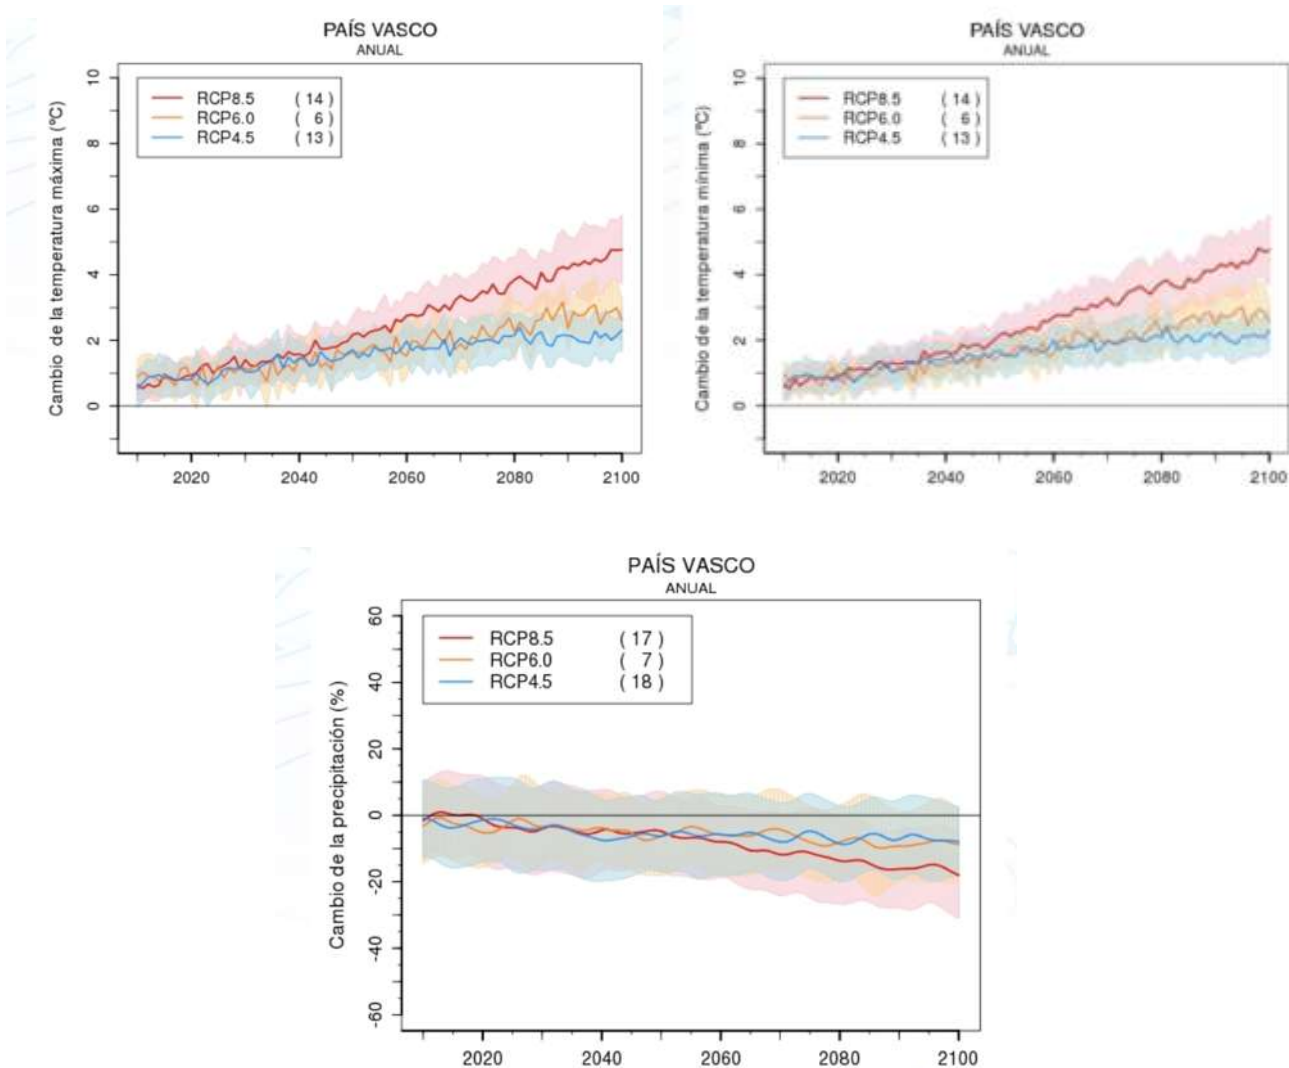 PAÍS VASCO
ANUAL
Cambio de la temperatura máxima (ºC)
10
8
6
4
2
0
RCP8.5 ( 14 )
RCP6.0 ( 6 )
RCP4.5 ( 13 )
2020 2040 2060 2080 2100
PAÍS VASCO
ANUAL
Cambio de la temperatura mínima (ºC)
10
8
6
4
2
0
RCP8.5 ( 14 )
RCP6.0 ( 6 )
RCP4.5 ( 13 )
2020 2040 2060 2080 2100
PAÍS VASCO
ANUAL
Cambio de la precipitación (%)
60
40
20
0
-20
-40
-60
RCP8.5 ( 17 )
RCP6.0 ( 7 )
RCP4.5 ( 18 )
2020 2040 2060 2080 2100